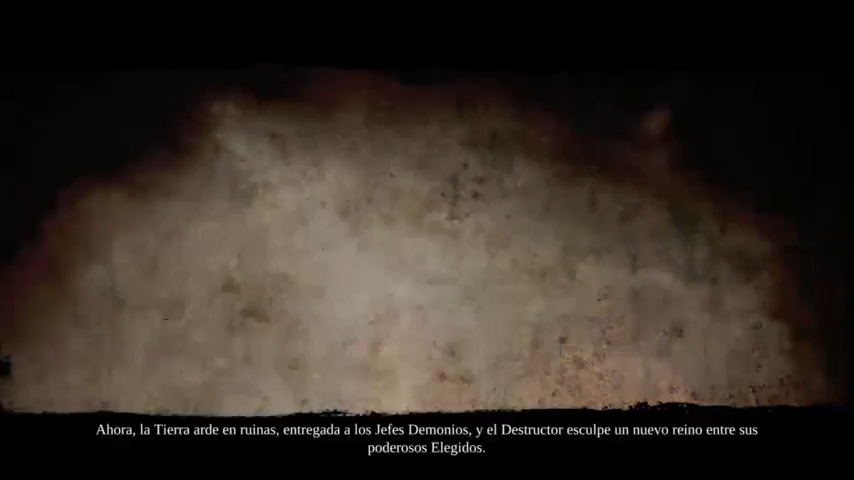 Ahora, la Tierra arde en ruinas, entregada a los Jefes Demonios, y el Destructor esculpe un nuevo reino entre sus
poderosos Elegidos.